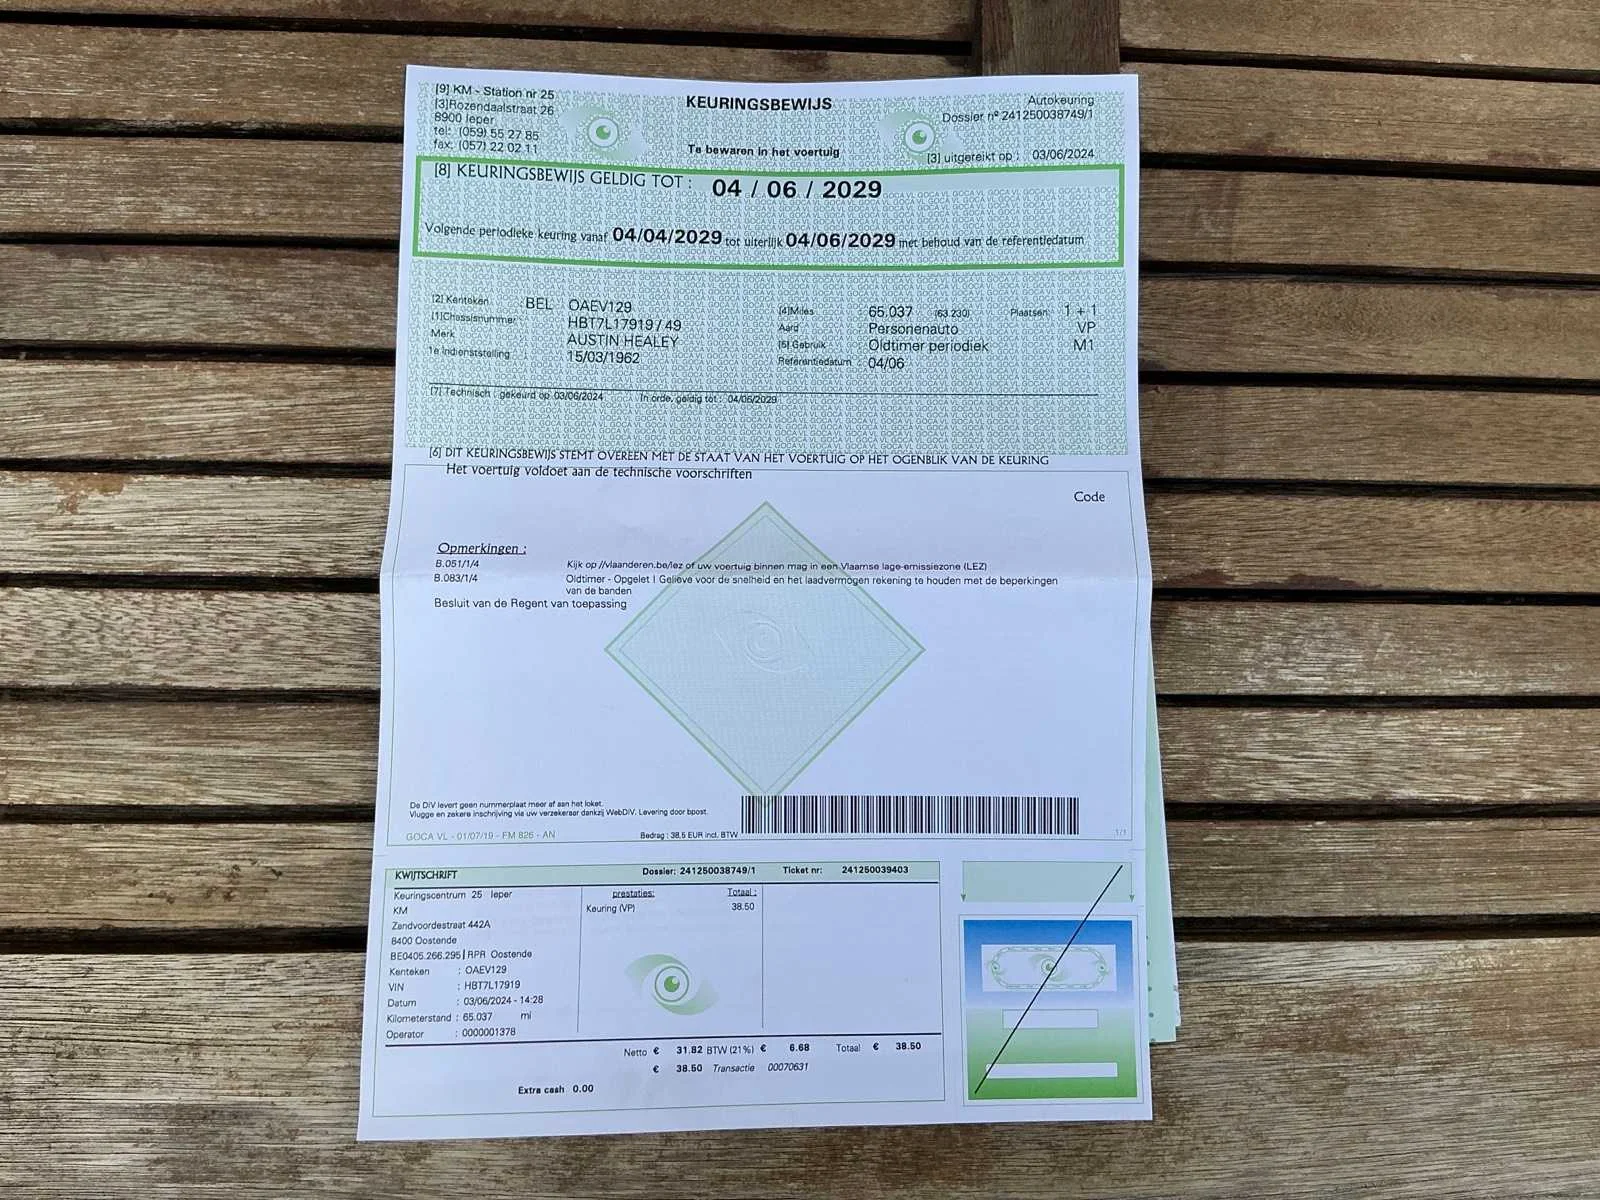 [9] KM - Station nr 25
[3]Rozendaalstraat 26
8900 Ieper
tel: (059) 55 27 85
fax: (057) 22 02 11
KEURINGSBEWIJS
Te bewaren in het voertuig
Autokeuring
Dossier nº 241250038749/1
[3] uitgereikt op : 03/06/2024
[8] KEURINGSBEWIJS GELDIG TOT : 04 / 06 / 2029
Volgende periodieke keuring vanaf 04/04/2029 tot uiterlijk 04/06/2029 met behoud van de referentiedatum
[2] Kenteken : BEL OAEV129
[1]Chassisnummer : HBT7L17919 / 49
Merk AUSTIN HEALEY
1e Indienststelling : 15/03/1962
[4]Miles : 65.037 (63.230) Plaatsen: 1 + 1
Aard : Personenauto VP
[5] Gebruik : Oldtimer periodiek M1
Referentiedatum : 04/06
[7] Technisch : gekeurd op 03/06/2024 In orde, geldig tot : 04/06/2029
[6] DIT KEURINGSBEWIJS STEMT OVEREEN MET DE STAAT VAN HET VOERTUIG OP HET OGENBLIK VAN DE KEURING
Het voertuig voldoet aan de technische voorschriften
Code
Opmerkingen :
B.051/1/4 Kijk op //vlaanderen.be/lez of uw voertuig binnen mag in een Vlaamse lage-emissiezone (LEZ)
B.083/1/4 Oldtimer - Opgelet ! Gelieve voor de snelheid en het laadvermogen rekening te houden met de beperkingen
van de banden
Besluit van de Regent van toepassing
De DIV levert geen nummerplaat meer af aan het loket.
Vlugge en zekere inschrijving via uw verzekeraar dankzij WebDIV. Levering door bpost.
GOCA VL - 01/07/19 - FM 826 - AN
Bedrag : 38,5 EUR incl. BTW
1/1
KWIJTSCHRIFT
Dossier: 241250038749/1 Ticket nr: 241250039403
Keuringscentrum 25 Ieper
KM
Zandvoordestraat 442A
8400 Oostende
BE0405.266.295 | RPR Oostende
Kenteken : OAEV129
VIN : HBT7L17919
Datum : 03/06/2024 - 14:28
Kilometerstand : 65.037 mi
Operator : 0000001378
prestaties: Totaal :
Keuring (VP) 38.50
Netto € 31.82 BTW (21%) € 6.68 Totaal € 38.50
€ 38.50 Transactie 00070631
Extra cash 0.00